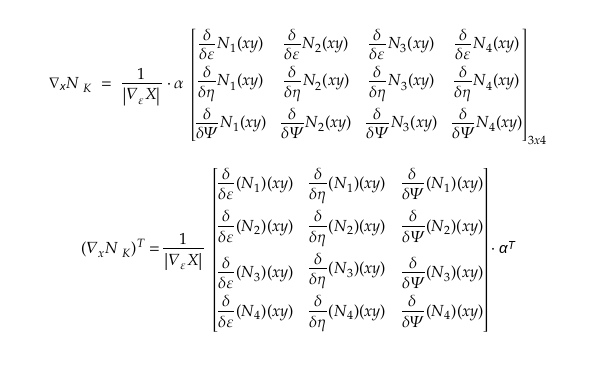 ∇ₓN K = 1/|∇_ε X| · α [ δ/δε N₁(xy) δ/δε N₂(xy) δ/δε N₃(xy) δ/δε N₄(xy)
δ/δη N₁(xy) δ/δη N₂(xy) δ/δη N₃(xy) δ/δη N₄(xy)
δ/δΨ N₁(xy) δ/δΨ N₂(xy) δ/δΨ N₃(xy) δ/δΨ N₄(xy) ]3x4
(∇ₓN K)ᵀ = 1/|∇_ε X| [ δ/δε (N₁)(xy) δ/δη (N₁)(xy) δ/δΨ (N₁)(xy)
δ/δε (N₂)(xy) δ/δη (N₂)(xy) δ/δΨ (N₂)(xy)
δ/δε (N₃)(xy) δ/δη (N₃)(xy) δ/δΨ (N₃)(xy)
δ/δε (N₄)(xy) δ/δη (N₄)(xy) δ/δΨ (N₄)(xy) ] · αᵀ